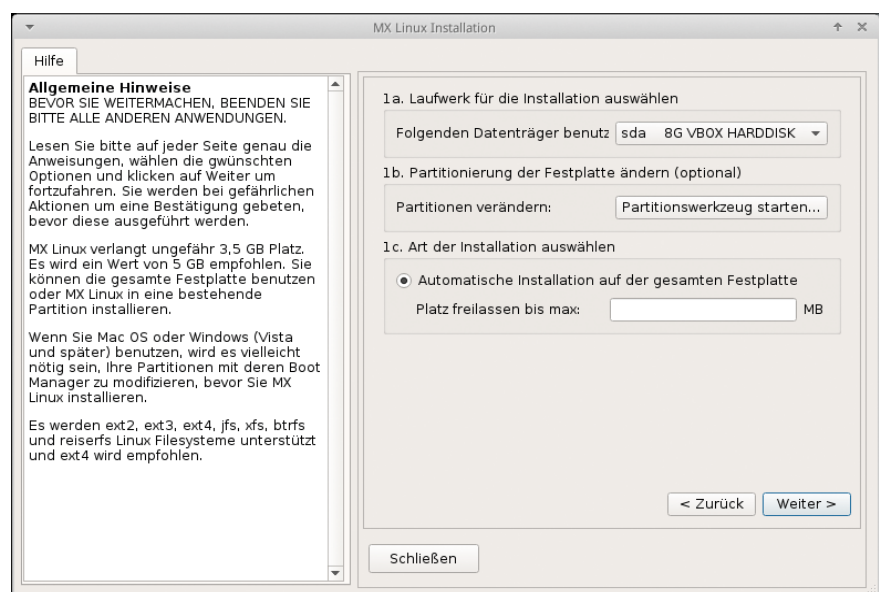 MX Linux Installation
Hilfe
Allgemeine Hinweise
BEVOR SIE WEITERMACHEN, BEENDEN SIE
BITTE ALLE ANDEREN ANWENDUNGEN.
Lesen Sie bitte auf jeder Seite genau die
Anweisungen, wählen die gwünschten
Optionen und klicken auf Weiter um
fortzufahren. Sie werden bei gefährlichen
Aktionen um eine Bestätigung gebeten,
bevor diese ausgeführt werden.
MX Linux verlangt ungefähr 3,5 GB Platz.
Es wird ein Wert von 5 GB empfohlen. Sie
können die gesamte Festplatte benutzen
oder MX Linux in eine bestehende
Partition installieren.
Wenn Sie Mac OS oder Windows (Vista
und später) benutzen, wird es vielleicht
nötig sein, Ihre Partitionen mit deren Boot
Manager zu modifizieren, bevor Sie MX
Linux installieren.
Es werden ext2, ext3, ext4, jfs, xfs, btrfs
und reiserfs Linux Filesysteme unterstützt
und ext4 wird empfohlen.
1a. Laufwerk für die Installation auswählen
Folgenden Datenträger benutz sda 8G VBOX HARDDISK
1b. Partitionierung der Festplatte ändern (optional)
Partitionen verändern: Partitionswerkzeug starten...
1c. Art der Installation auswählen
Automatische Installation auf der gesamten Festplatte
Platz freilassen bis max: MB
< Zurück Weiter >
Schließen